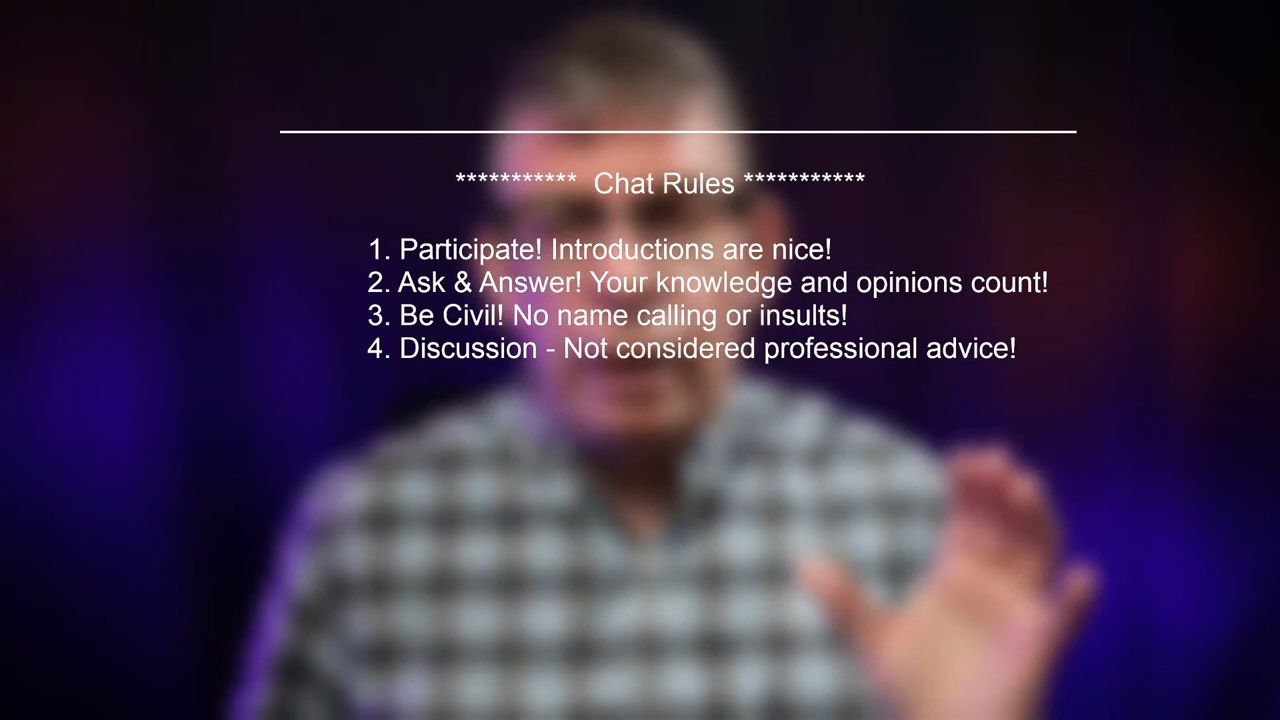 ***********  Chat Rules ***********
1. Participate! Introductions are nice!
2. Ask & Answer! Your knowledge and opinions count!
3. Be Civil! No name calling or insults!
4. Discussion - Not considered professional advice!